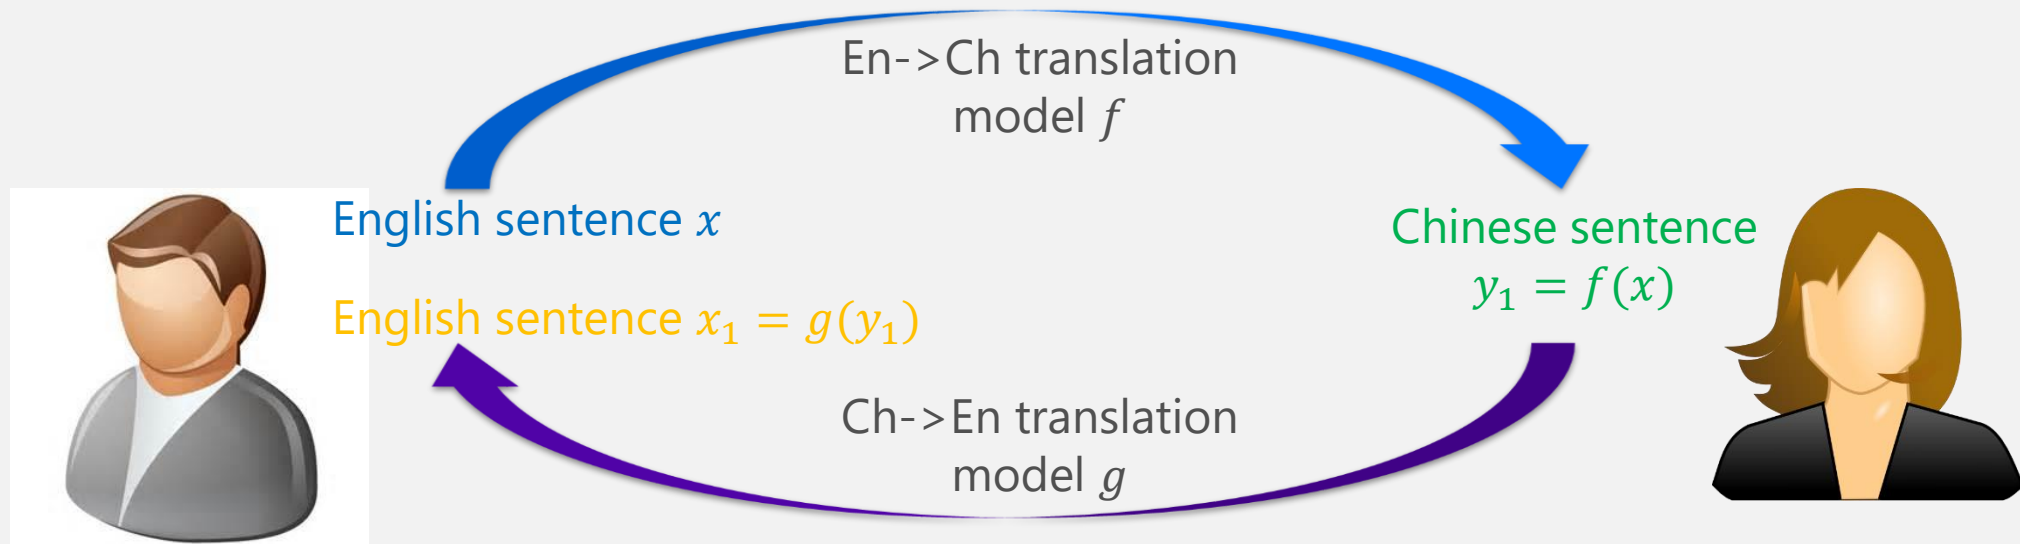 En->Ch translation
model f
English sentence x
Chinese sentence
y₁ = f(x)
English sentence x₁ = g(y₁)
Ch->En translation
model g